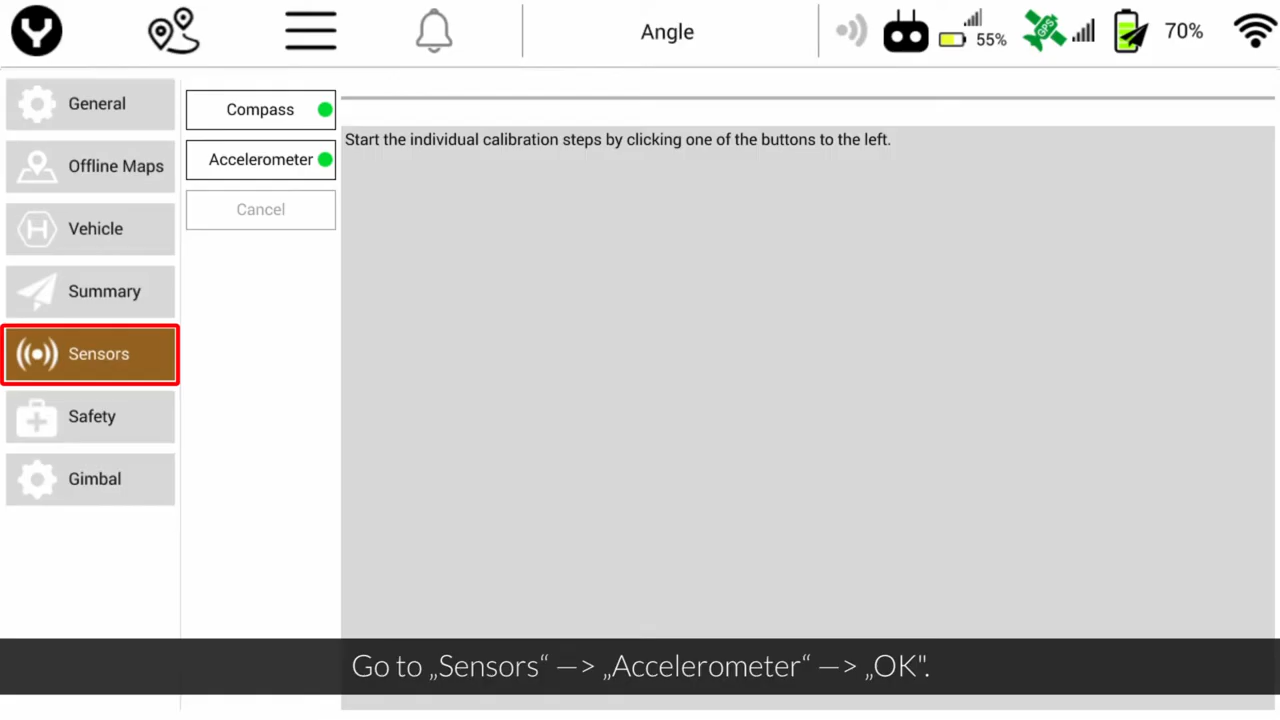 Angle
55%
GPS
70%
General
Offline Maps
Vehicle
Summary
Sensors
Safety
Gimbal
Compass
Accelerometer
Cancel
Start the individual calibration steps by clicking one of the buttons to the left.
Go to „Sensors“ —> „Accelerometer“ —> „OK".